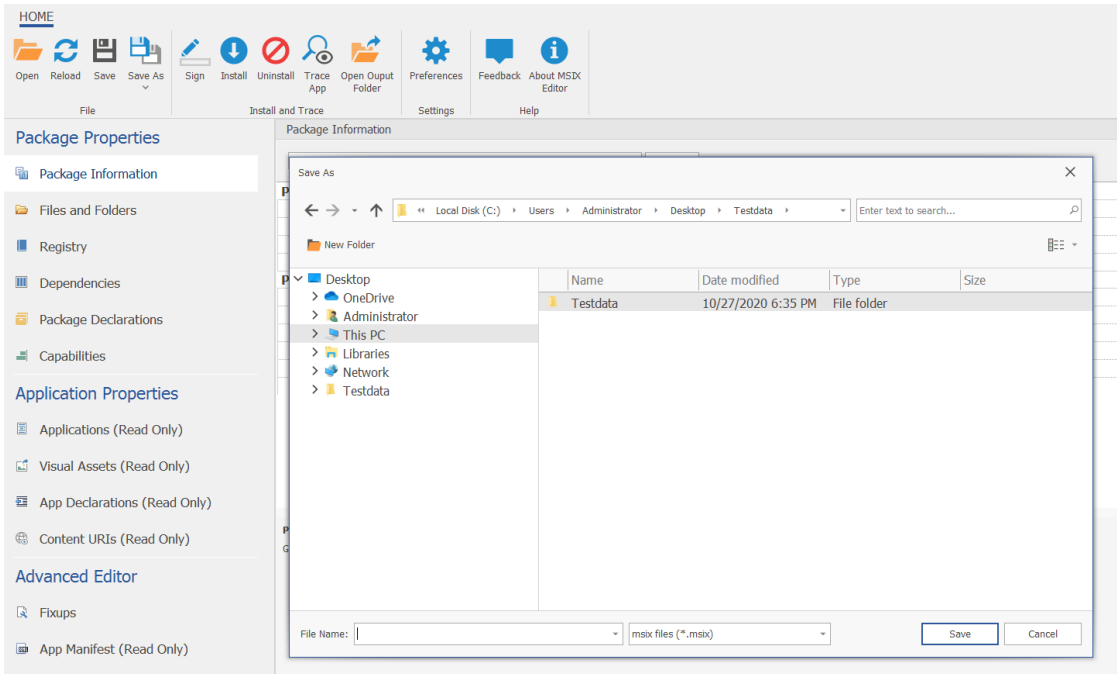 HOME
Open Reload Save Save As Sign Install Uninstall Trace App Open Ouput Folder Preferences Feedback About MSIX Editor
File Install and Trace Settings Help
Package Properties
Package Information
Files and Folders
Registry
Dependencies
Package Declarations
Capabilities
Application Properties
Applications (Read Only)
Visual Assets (Read Only)
App Declarations (Read Only)
Content URIs (Read Only)
Advanced Editor
Fixups
App Manifest (Read Only)
Package Information
Save As
Local Disk (C:) Users Administrator Desktop Testdata
Enter text to search...
New Folder
Desktop
OneDrive
Administrator
This PC
Libraries
Network
Testdata
Name Date modified Type Size
Testdata 10/27/2020 6:35 PM File folder
File Name: msix files (*.msix) Save Cancel